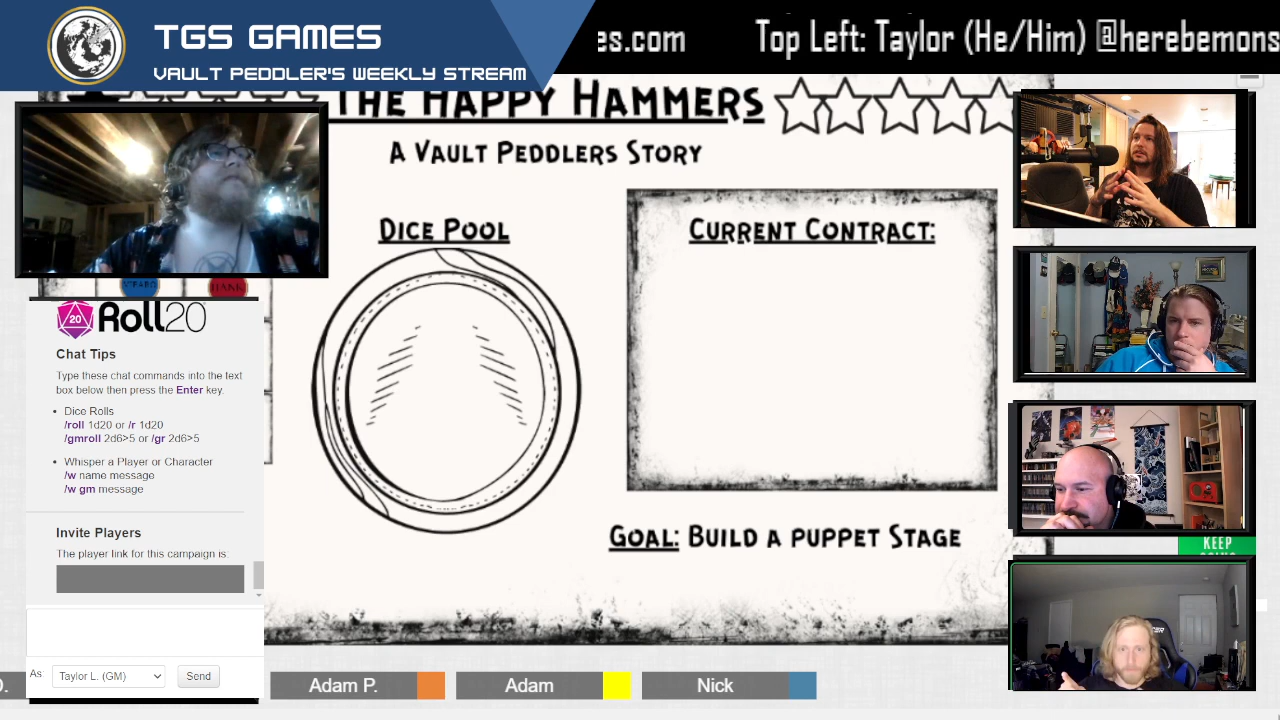 TGS GAMES
VAULT PEDDLER'S WEEKLY STREAM
es.com Top Left: Taylor (He/Him) @herebemons
THE HAPPY HAMMERS
A VAULT PEDDLERS STORY
DICE POOL
CURRENT CONTRACT:
GOAL: BUILD A PUPPET STAGE
HANK
20 Roll20
Chat Tips
Type these chat commands into the text
box below then press the Enter key.
• Dice Rolls
/roll 1d20 or /r 1d20
/gmroll 2d6>5 or /gr 2d6>5
• Whisper a Player or Character
/w name message
/w gm message
Invite Players
The player link for this campaign is:
KEEP
As: Taylor L. (GM) Send
Adam P.
Adam
Nick